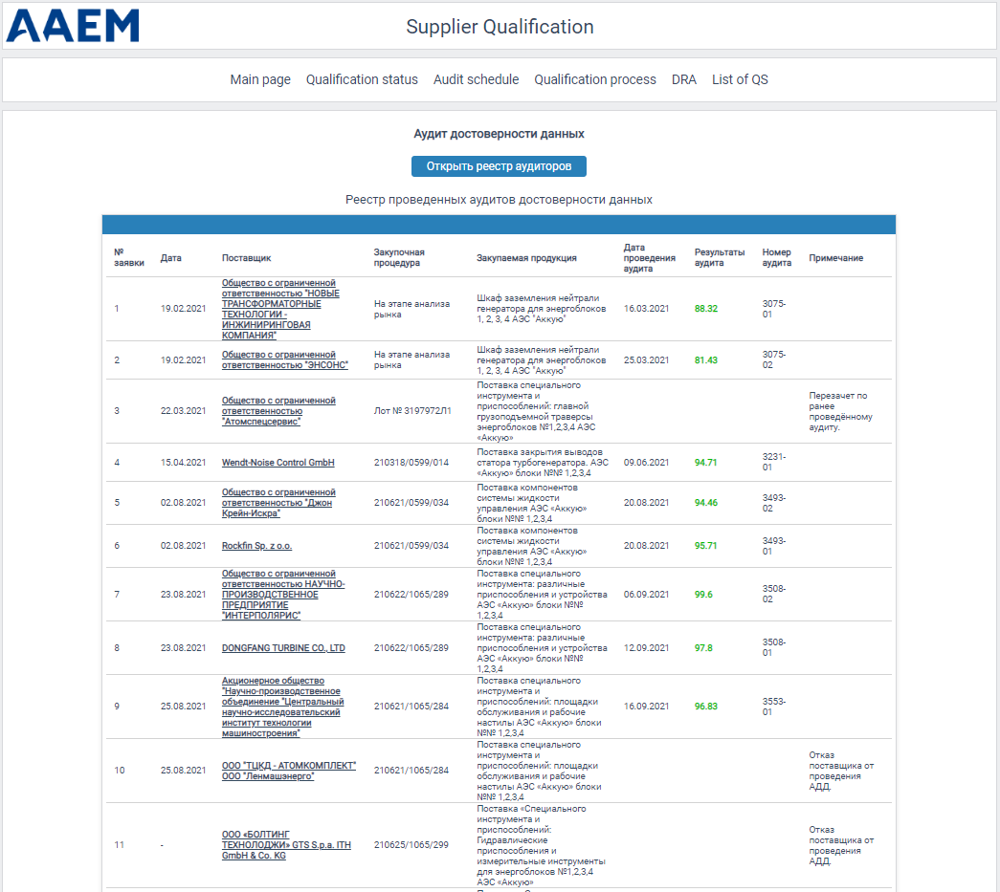 AAEM
Supplier Qualification
Main page Qualification status Audit schedule Qualification process DRA List of QS
Аудит достоверности данных
Открыть реестр аудиторов
Реестр проведенных аудитов достоверности данных
№ заявки Дата Поставщик Закупочная процедура Закупаемая продукция Дата проведения аудита Результаты аудита Номер аудита Примечание
1 19.02.2021
Общество с ограниченной
ответственностью "НОВЫЕ
ТРАНСФОРМАТОРНЫЕ
ТЕХНОЛОГИИ -
ИНЖИНИРИНГОВАЯ
КОМПАНИЯ"
На этапе анализа
рынка
Шкаф заземления нейтрали
генератора для энергоблоков
1, 2, 3, 4 АЭС "Аккую"
16.03.2021 88.32
3075-
01
2 19.02.2021
Общество с ограниченной
ответственностью "ЭНСОНС"
На этапе анализа
рынка
Шкаф заземления нейтрали
генератора для энергоблоков
1, 2, 3, 4 АЭС "Аккую"
25.03.2021 81.43
3075-
02
3 22.03.2021
Общество с ограниченной
ответственностью
"Атомспецсервис"
Лот № 3197972Л1
Поставка специального
инструмента и
приспособлений: главной
грузоподъемной траверсы
энергоблоков №1,2,3,4 АЭС
«Аккую»
Перезачет по
ранее
проведённому
аудиту.
4 15.04.2021 Wendt-Noise Control GmbH 210318/0599/014
Поставка закрытия выводов
статора турбогенератора. АЭС
«Аккую» блоки №№ 1,2,3,4
09.06.2021 94.71
3231-
01
5 02.08.2021
Общество с ограниченной
ответственностью "Джон
Крейн-Искра"
210621/0599/034
Поставка компонентов
системы жидкости
управления АЭС «Аккую»
блоки №№ 1,2,3,4
20.08.2021 94.46
3493-
02
6 02.08.2021 Rockfin Sp. z o.o. 210621/0599/034
Поставка компонентов
системы жидкости
управления АЭС «Аккую»
блоки №№ 1,2,3,4
20.08.2021 95.71
3493-
01
7 23.08.2021
Общество с ограниченной
ответственностью НАУЧНО-
ПРОИЗВОДСТВЕННОЕ
ПРЕДПРИЯТИЕ
"ИНТЕРПОЛЯРИС"
210622/1065/289
Поставка специального
инструмента: различные
приспособления и устройства
АЭС «Аккую» блоки №№
1,2,3,4
06.09.2021 99.6
3508-
02
8 23.08.2021 DONGFANG TURBINE CO., LTD 210622/1065/289
Поставка специального
инструмента: различные
приспособления и устройства
АЭС «Аккую» блоки №№
1,2,3,4
12.09.2021 97.8
3508-
01
9 25.08.2021
Акционерное общество
"Научно-производственное
объединение "Центральный
научно-исследовательский
институт технологии
машиностроения"
210621/1065/284
Поставка специального
инструмента и
приспособлений: площадки
обслуживания и рабочие
настилы АЭС «Аккую» блоки
№№ 1,2,3,4
16.09.2021 96.83
3553-
01
10 25.08.2021
ООО "ТЦКД - АТОМКОМПЛЕКТ"
ООО "Ленмашэнерго"
210621/1065/284
Поставка специального
инструмента и
приспособлений: площадки
обслуживания и рабочие
настилы АЭС «Аккую» блоки
№№ 1,2,3,4
Отказ
поставщика от
проведения
АДД.
11 -
ООО «БОЛТИНГ
ТЕХНОЛОДЖИ» GTS S.p.a. ITH
GmbH & Co. KG
210625/1065/299
Поставка «Специального
инструмента и
приспособлений:
Гидравлические
приспособления и
измерительные инструменты
для энергоблоков №1,2,3,4
АЭС «Аккую»
Отказ
поставщика от
проведения
АДД.